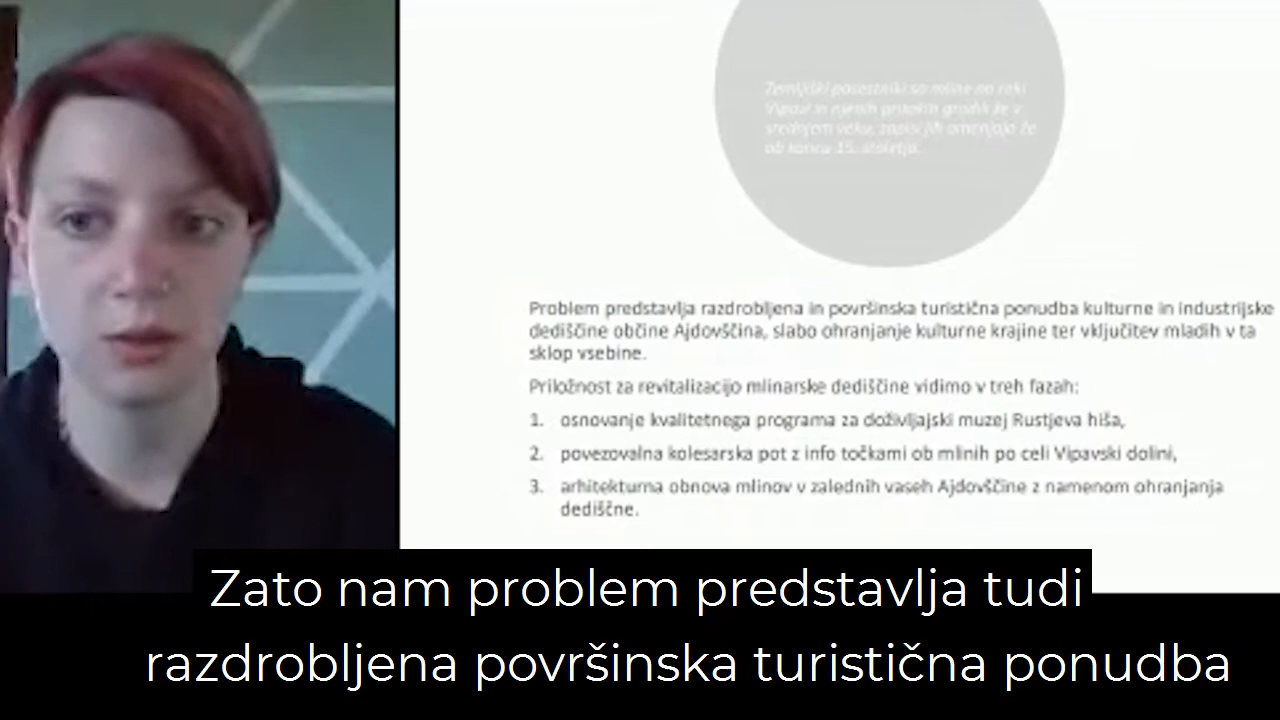 Zemljiški posestniki so mline na reki
Vipavi in njenih pritokih gradili že v
srednjem veku, zapisi jih omenjajo že
ob koncu 15. stoletja.
Problem predstavlja razdrobljena in površinska turistična ponudba kulturne in industrijske
dediščine občine Ajdovščina, slabo ohranjanje kulturne krajine ter vključitev mladih v ta
sklop vsebine.
Priložnost za revitalizacijo mlinarske dediščine vidimo v treh fazah:
1. osnovanje kvalitetnega programa za doživljajski muzej Rustjeva hiša,
2. povezovalna kolesarska pot z info točkami ob mlinih po celi Vipavski dolini,
3. arhitekturna obnova mlinov v zalednih vaseh Ajdovščine z namenom ohranjanja
dediščne.
Zato nam problem predstavlja tudi
razdrobljena površinska turistična ponudba